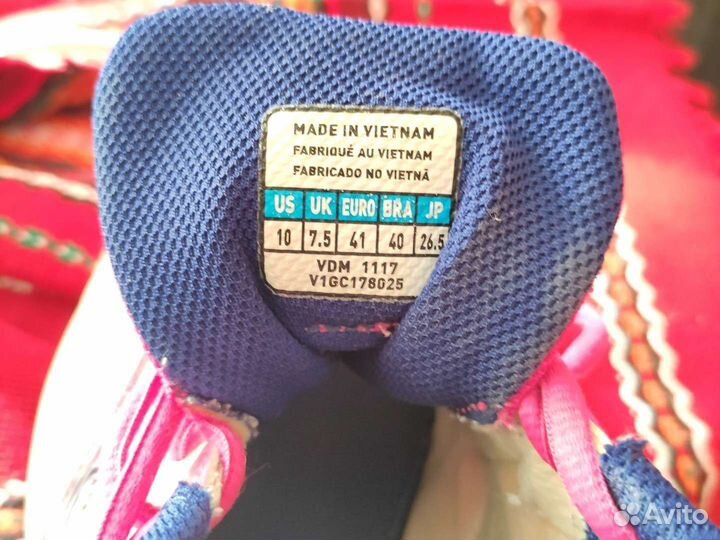 MADE IN VIETNAM
FABRIQUÉ AU VIETNAM
FABRICADO NO VIETNÃ
US UK EURO BRA JP
10 7.5 41 40 26.5
VDM 1117
V1GC178025
Avito